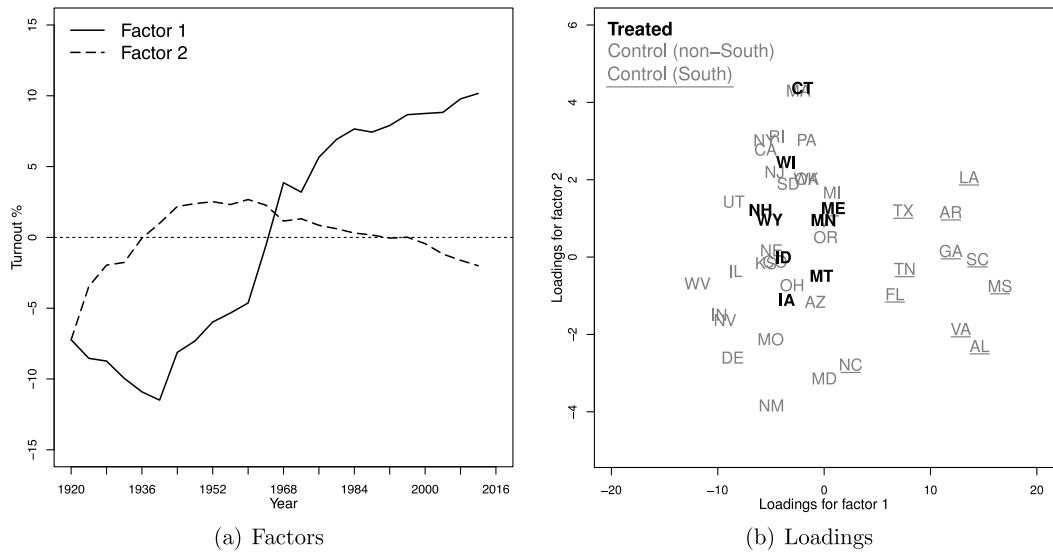 Factor 1
Factor 2
15
10
5
0
−5
−10
−15
Turnout %
1920
1936
1952
1968
1984
2000
2016
Year
(a) Factors
Treated
Control (non−South)
Control (South)
6
4
2
0
−2
−4
Loadings for factor 2
CT
MA
NY
RI
PA
CA
WI
NJ
SD
WA
LA
UT
MI
NH
ME
TX
AR
WY
MN
OR
NE
GA
KS
CO
ID
SC
IL
TN
WV
MT
OH
MS
FL
IA
AZ
IN
NV
VA
MO
AL
DE
NC
MD
NM
−20
−10
0
10
20
Loadings for factor 1
(b) Loadings